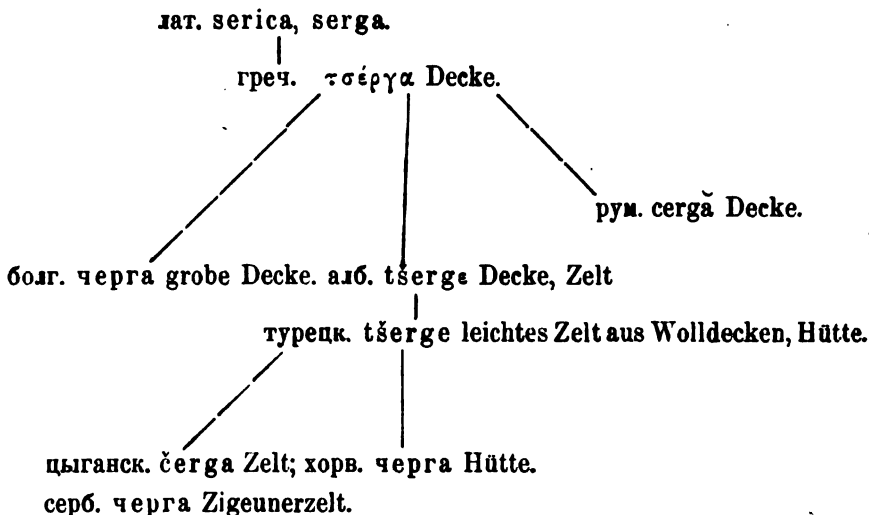 лат. serica, serga.
греч. τσέργα Decke.
рум. cergă Decke.
болг. черга grobe Decke. алб. tšergε Decke, Zelt
турецк. tšerge leichtes Zelt aus Wolldecken, Hütte.
цыганск. čerga Zelt; хорв. черга Hütte.
серб. черга Zigeunerzelt.